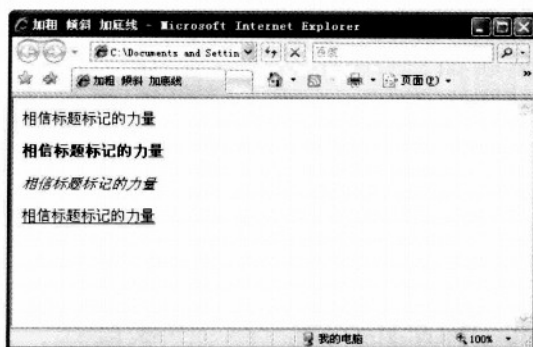 加粗 倾斜 加底线 - Microsoft Internet Explorer
C:\Documents and Settin
加粗 倾斜 加底线
页面(P)
相信标题标记的力量
相信标题标记的力量
相信标题标记的力量
相信标题标记的力量
我的电脑
100%